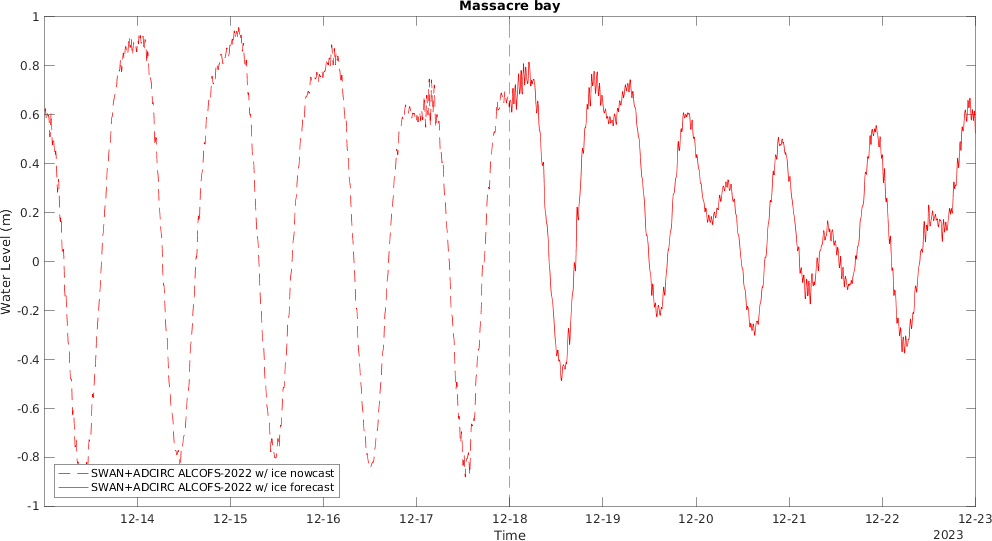 Massacre bay
1
0.8
0.6
0.4
0.2
0
-0.2
-0.4
-0.6
-0.8
-1
Water Level (m)
SWAN+ADCIRC ALCOFS-2022 w/ ice nowcast
SWAN+ADCIRC ALCOFS-2022 w/ ice forecast
12-14 12-15 12-16 12-17 12-18 12-19 12-20 12-21 12-22 12-23
Time
2023